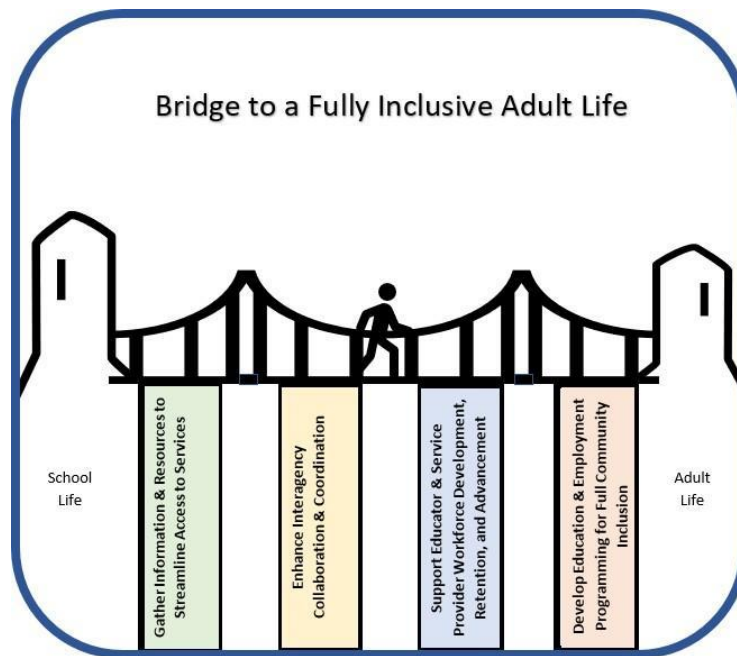 Bridge to a Fully Inclusive Adult Life
School
Life
Gather Information & Resources to
Streamline Access to Services
Enhance Interagency
Collaboration & Coordination
Support Educator & Service
Provider Workforce Development,
Retention, and Advancement
Develop Education & Employment
Programming for Full Community
Inclusion
Adult
Life